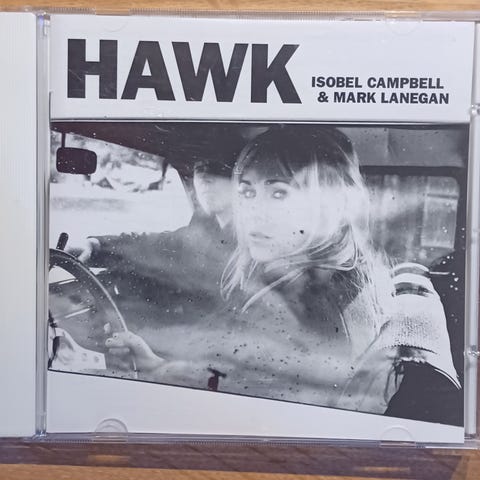 HAWK
ISOBEL CAMPBELL
& MARK LANEGAN